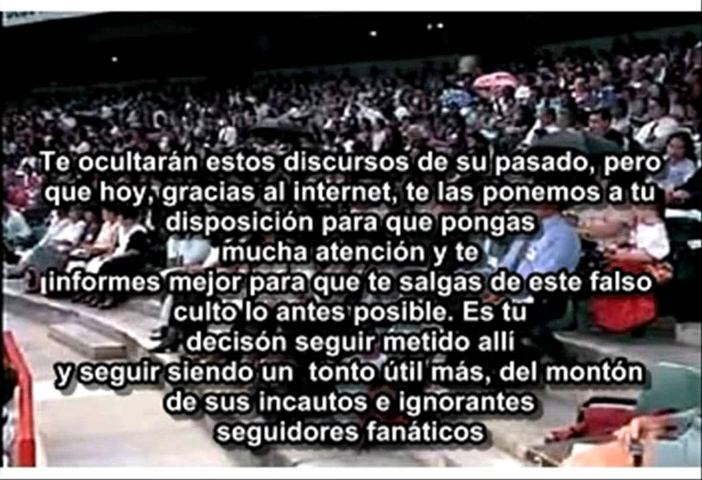 Te ocultarán estos discursos de su pasado, pero
que hoy, gracias al internet, te las ponemos a tu
disposición para que pongas
mucha atención y te
informes mejor para que te salgas de este falso
culto lo antes posible. Es tu
decisón seguir metido allí
y seguir siendo un tonto útil más, del montón
de sus incautos e ignorantes
seguidores fanáticos